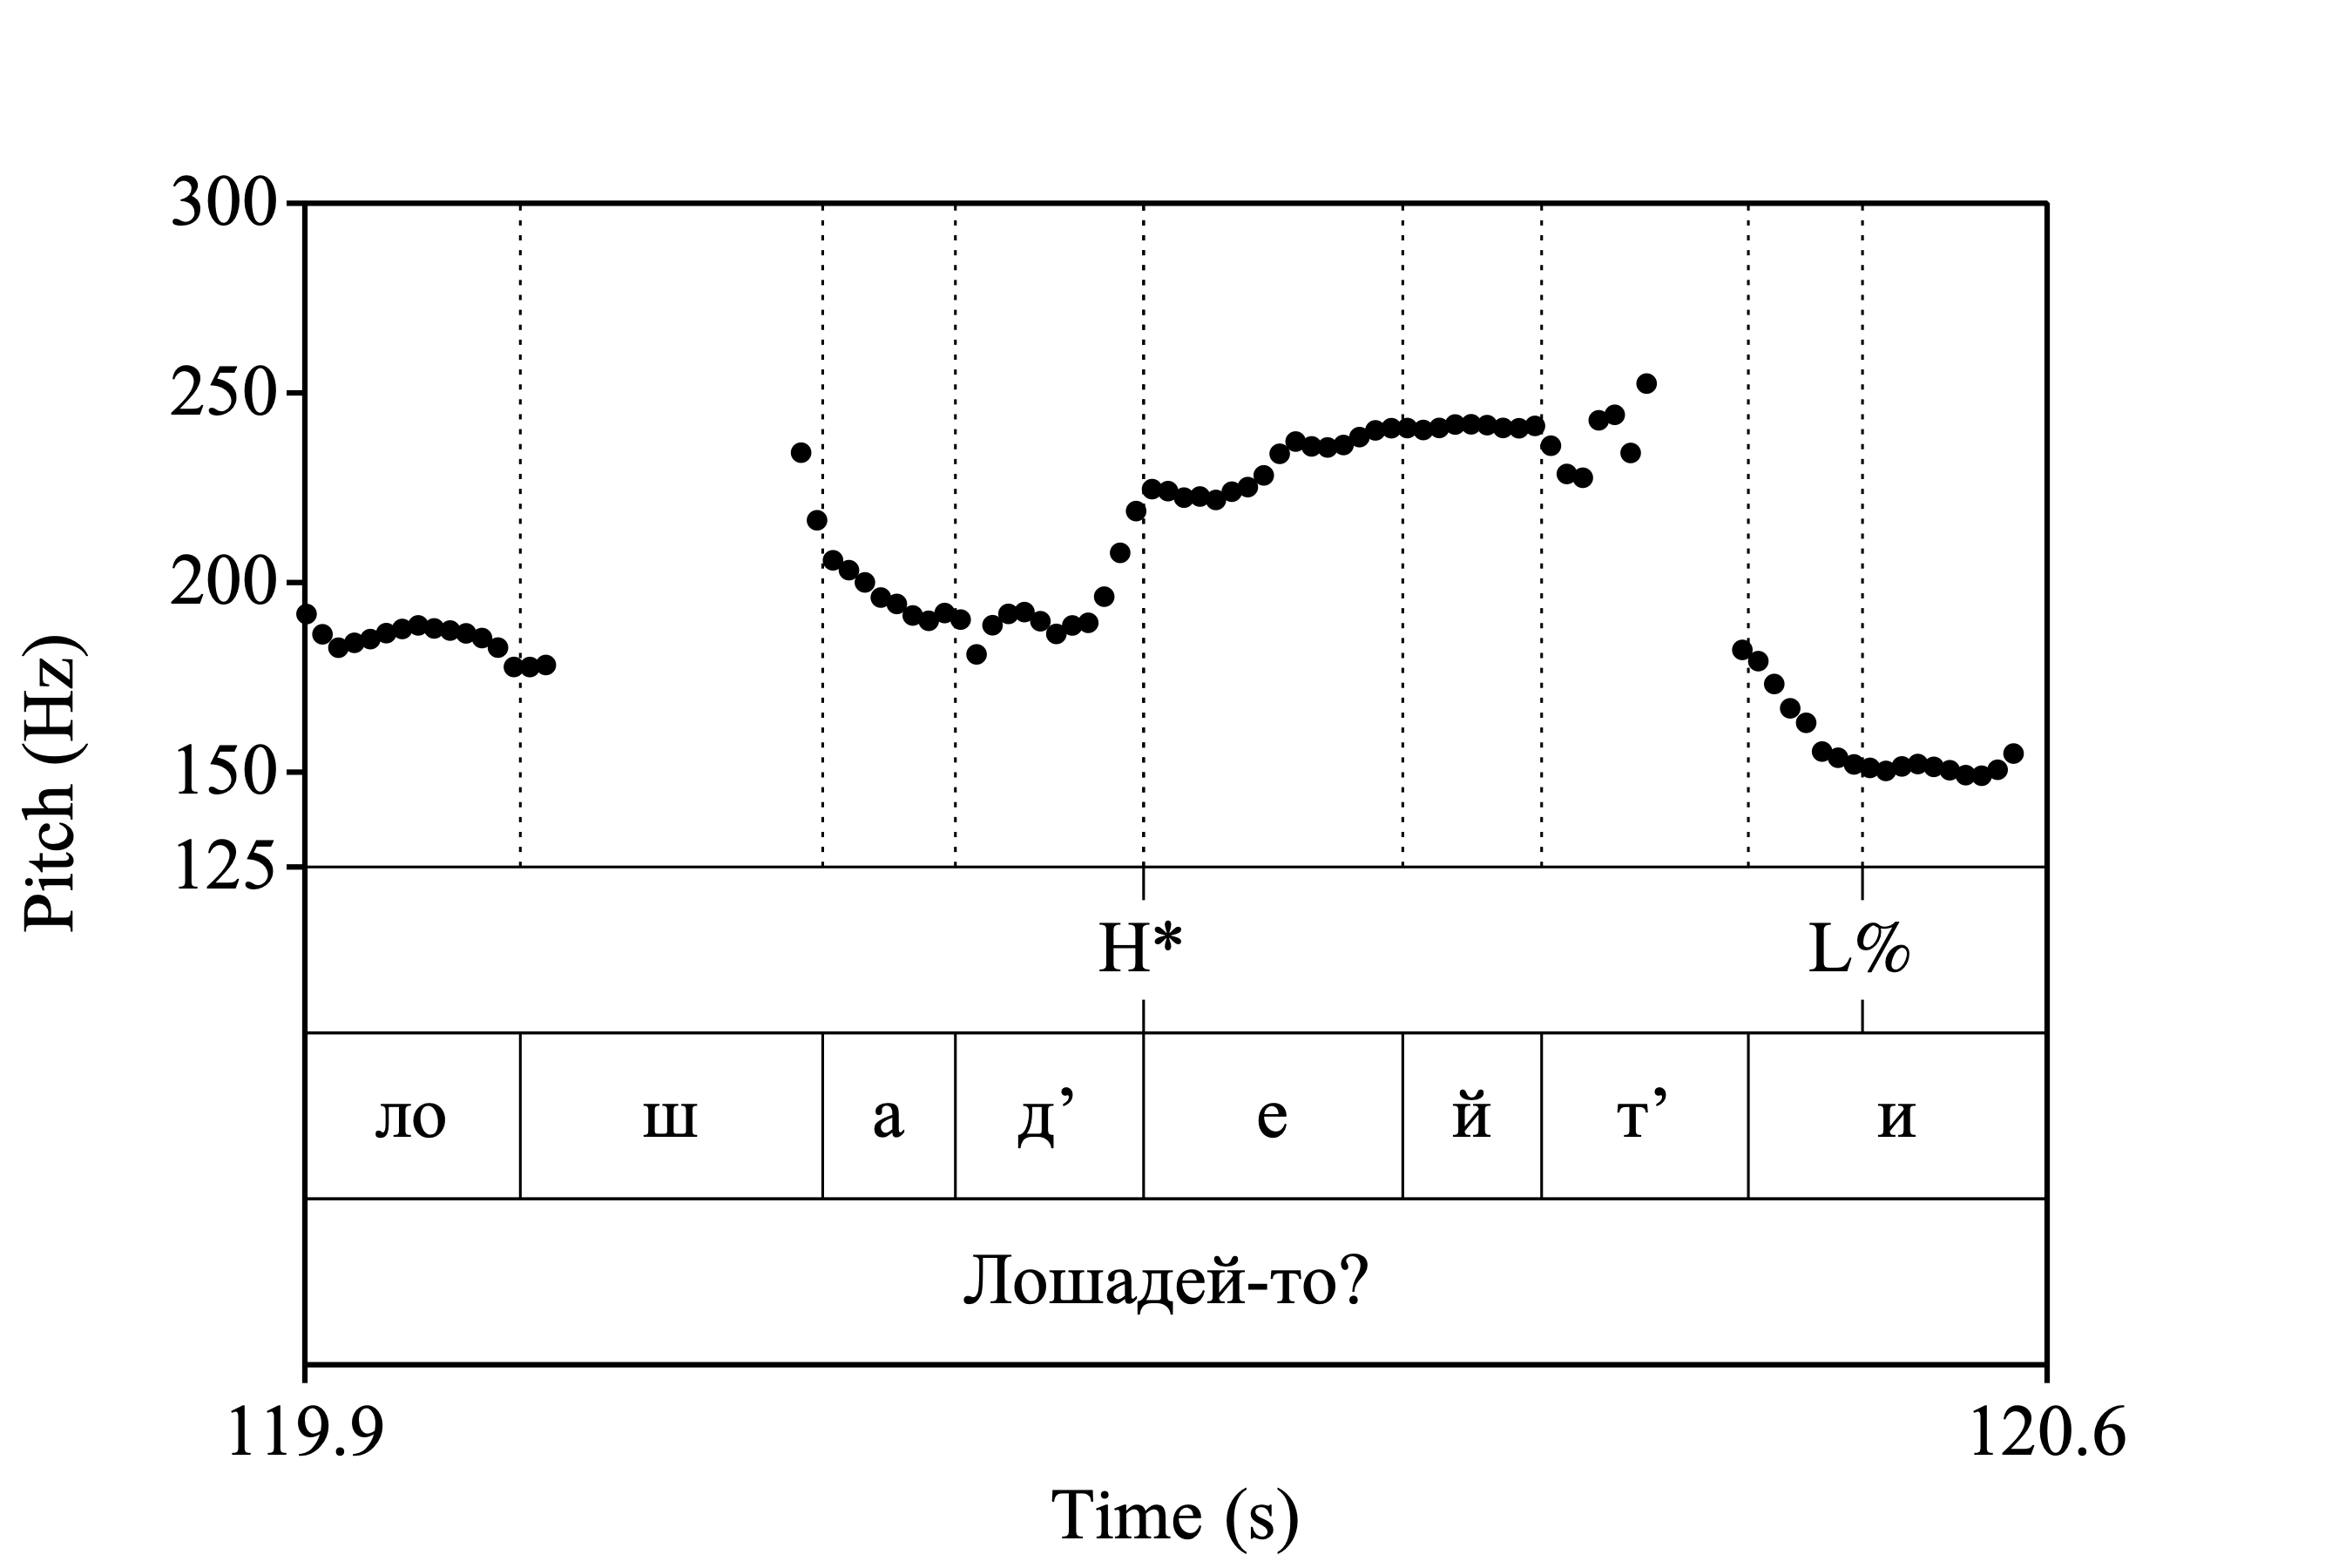 300
250
200
150
125
Pitch (Hz)
H* L%
ло ш а д’ е й т’ и
Лошадей-то?
119.9 120.6
Time (s)